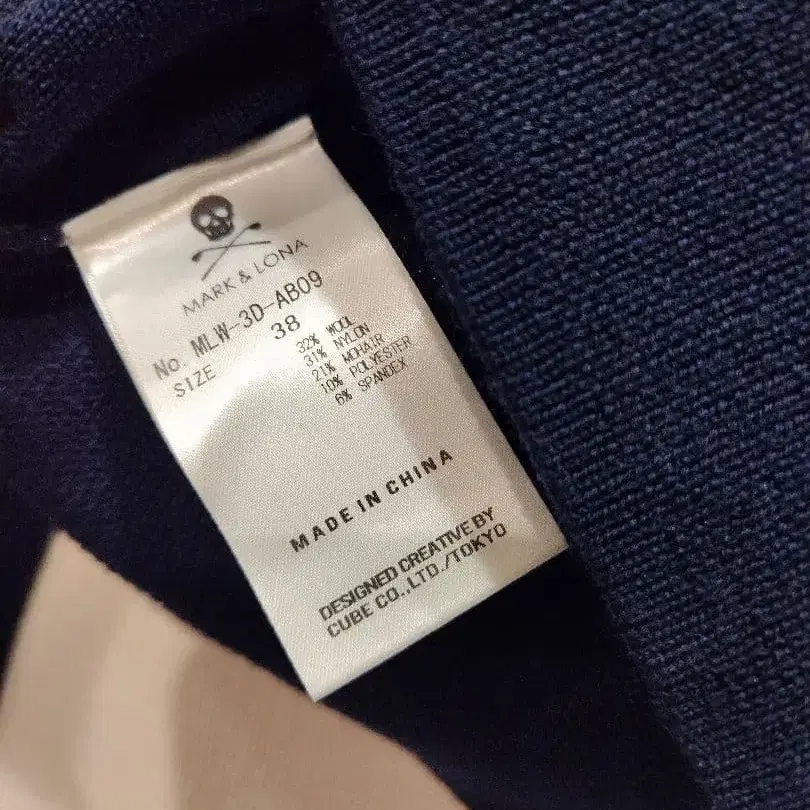 MARK & LONA
No. MLW-3D-AB09
SIZE 38
32% WOOL
31% NYLON
21% MOHAIR
10% POLYESTER
6% SPANDEX
MADE IN CHINA
DESIGNED CREATIVE BY
CUBE CO.,LTD./TOKYO